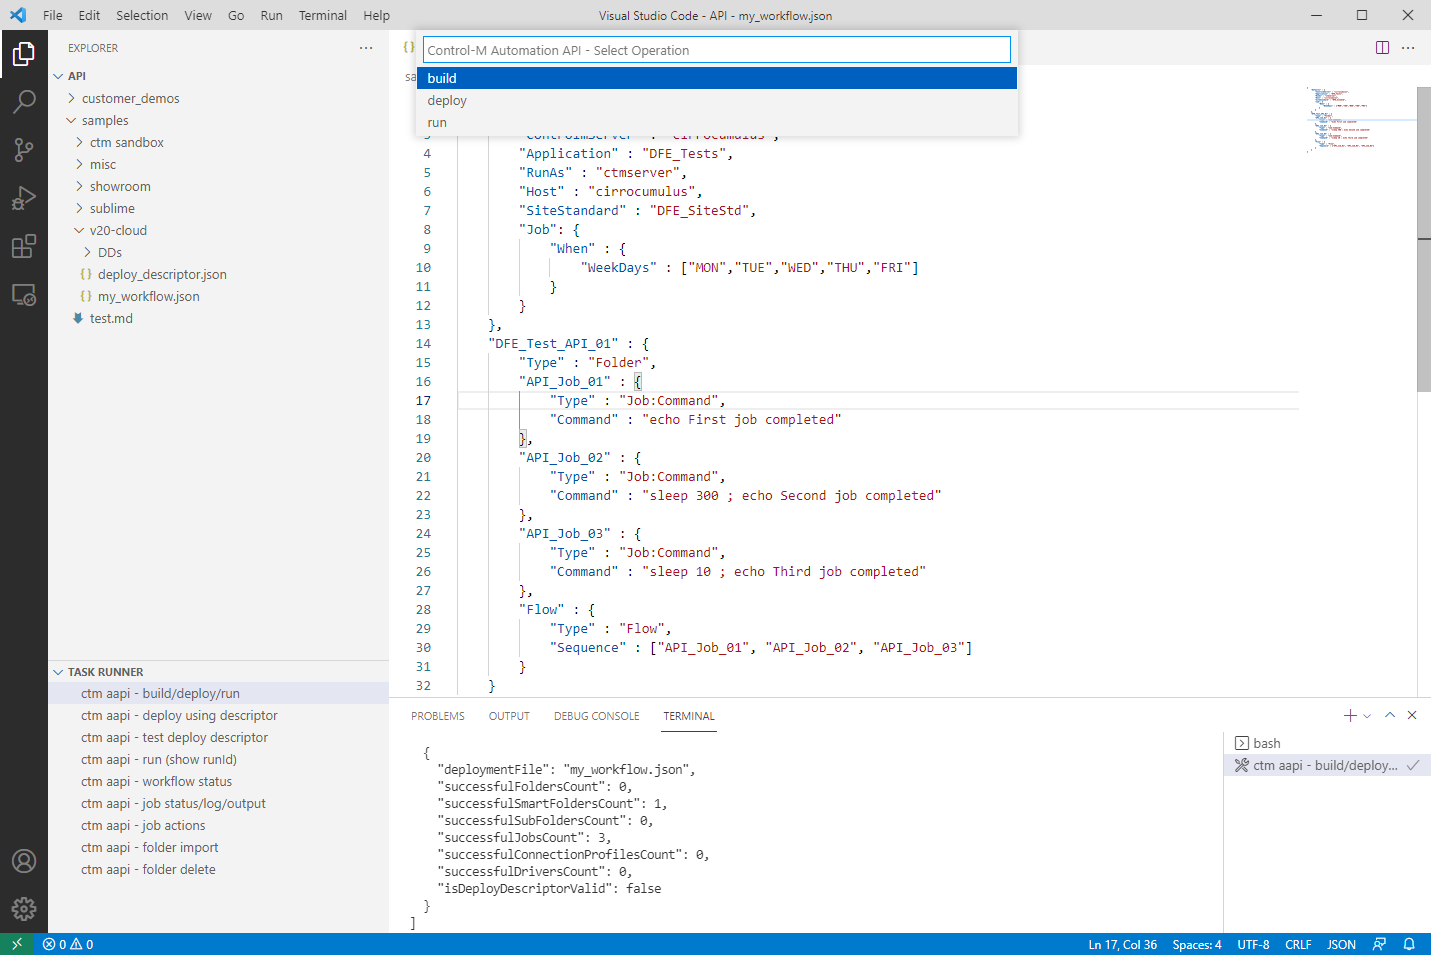 File Edit Selection View Go Run Terminal Help
Visual Studio Code - API - my_workflow.json
EXPLORER
API
customer_demos
samples
ctm sandbox
misc
showroom
sublime
v20-cloud
DDs
{} deploy_descriptor.json
{} my_workflow.json
test.md
TASK RUNNER
ctm aapi - build/deploy/run
ctm aapi - deploy using descriptor
ctm aapi - test deploy descriptor
ctm aapi - run (show runId)
ctm aapi - workflow status
ctm aapi - job status/log/output
ctm aapi - job actions
ctm aapi - folder import
ctm aapi - folder delete
{}
Control-M Automation API - Select Operation
build
deploy
run
sa
4 "Application" : "DFE_Tests",
5 "RunAs" : "ctmserver",
6 "Host" : "cirrocumulus",
7 "SiteStandard" : "DFE_SiteStd",
8 "Job": {
9 "When" : {
10 "WeekDays" : ["MON","TUE","WED","THU","FRI"]
11 }
12 }
13 },
14 "DFE_Test_API_01" : {
15 "Type" : "Folder",
16 "API_Job_01" : {
17 "Type" : "Job:Command",
18 "Command" : "echo First job completed"
19 },
20 "API_Job_02" : {
21 "Type" : "Job:Command",
22 "Command" : "sleep 300 ; echo Second job completed"
23 },
24 "API_Job_03" : {
25 "Type" : "Job:Command",
26 "Command" : "sleep 10 ; echo Third job completed"
27 },
28 "Flow" : {
29 "Type" : "Flow",
30 "Sequence" : ["API_Job_01", "API_Job_02", "API_Job_03"]
31 }
32 }
PROBLEMS OUTPUT DEBUG CONSOLE TERMINAL
{
"deploymentFile": "my_workflow.json",
"successfulFoldersCount": 0,
"successfulSmartFoldersCount": 1,
"successfulSubFoldersCount": 0,
"successfulJobsCount": 3,
"successfulConnectionProfilesCount": 0,
"successfulDriversCount": 0,
"isDeployDescriptorValid": false
}
]
bash
ctm aapi - build/deploy...
0 0
Ln 17, Col 36 Spaces: 4 UTF-8 CRLF JSON